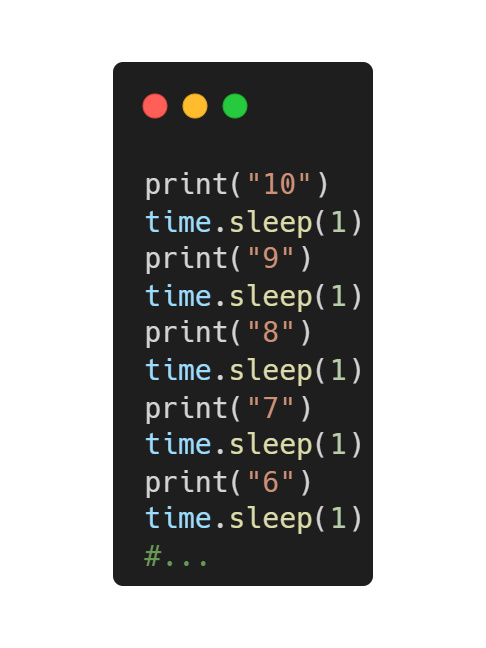 print("10")
time.sleep(1)
print("9")
time.sleep(1)
print("8")
time.sleep(1)
print("7")
time.sleep(1)
print("6")
time.sleep(1)
#...